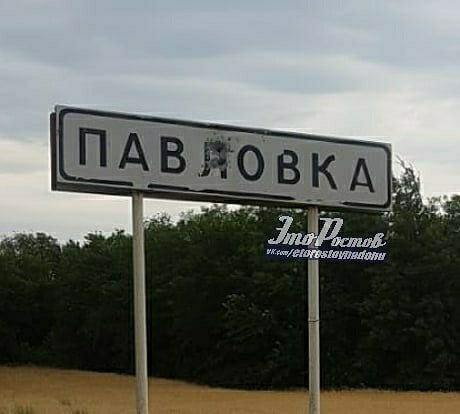 ПАВЛОВКА
Это Ростов
vk.com/etorostovnadonu